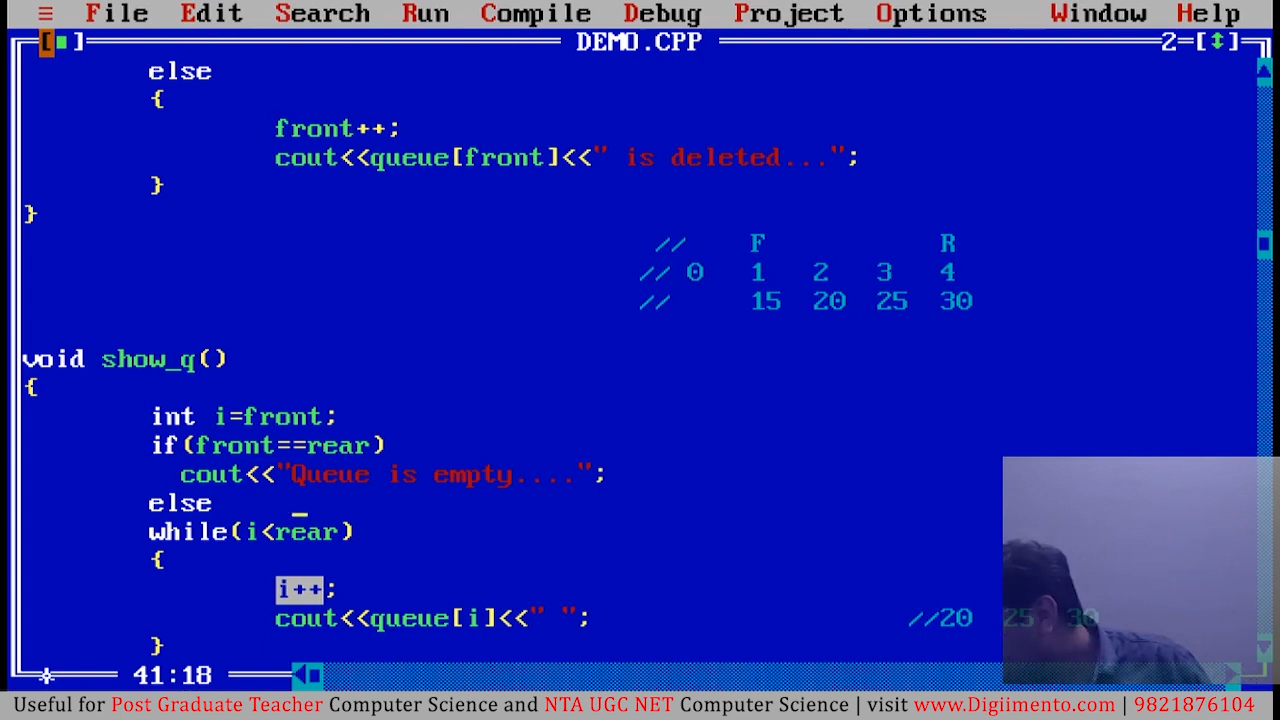 ≡ File Edit Search Run Compile Debug Project Options Window Help
[■] DEMO.CPP 2=[↕]
else
{
front++;
cout<<queue[front]<<" is deleted...";
}
}
// F R
// 0 1 2 3 4
// 15 20 25 30
void show_q()
{
int i=front;
if(front==rear)
cout<<"Queue is empty....";
else _
while(i<rear)
{
i++;
cout<<queue[i]<<" "; //20 25 30
}
41:18
Useful for Post Graduate Teacher Computer Science and NTA UGC NET Computer Science | visit www.Digiimento.com | 9821876104